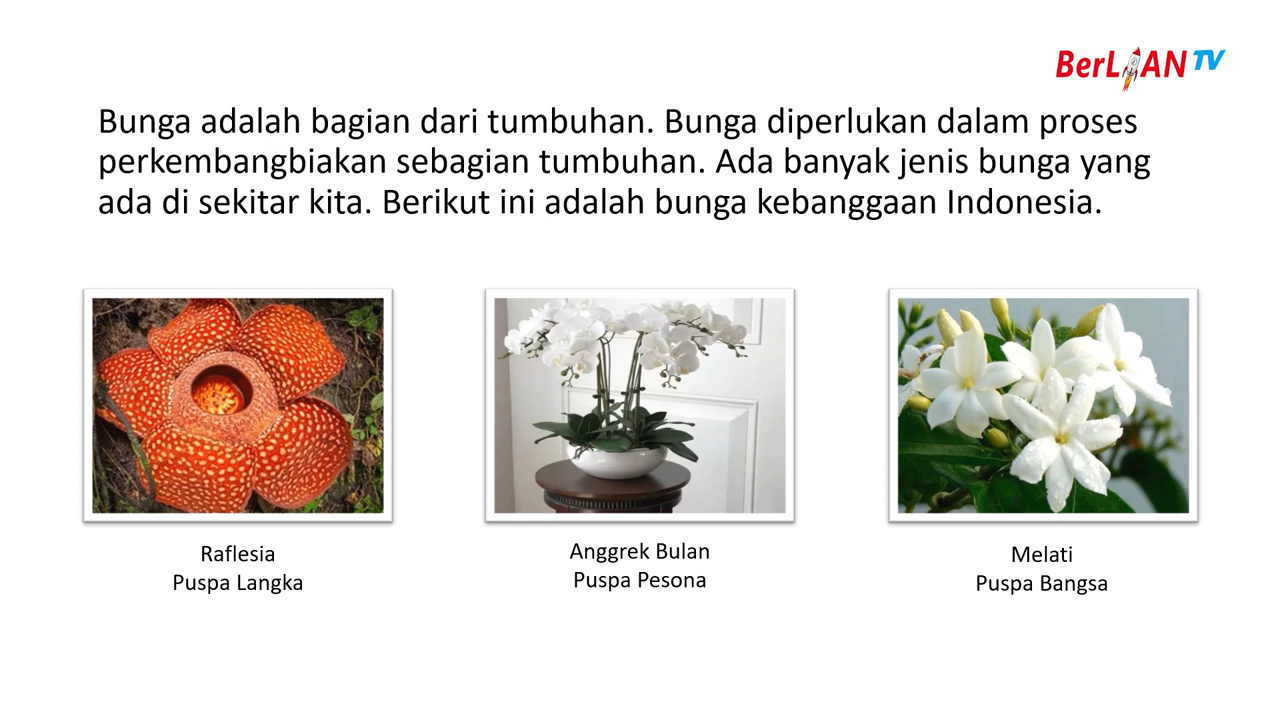 BerLIAN TV
Bunga adalah bagian dari tumbuhan. Bunga diperlukan dalam proses
perkembangbiakan sebagian tumbuhan. Ada banyak jenis bunga yang
ada di sekitar kita. Berikut ini adalah bunga kebanggaan Indonesia.
Raflesia
Puspa Langka
Anggrek Bulan
Puspa Pesona
Melati
Puspa Bangsa